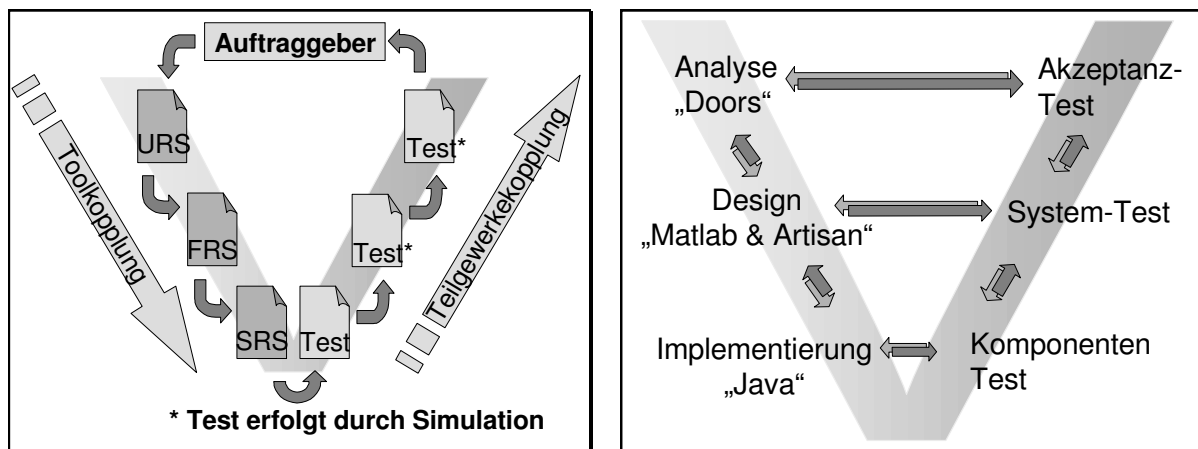 Auftraggeber
URS
FRS
SRS
Test
Test*
Test*
Toolkopplung
Teilgewerkekopplung
* Test erfolgt durch Simulation
Analyse
„Doors“
Akzeptanz-
Test
Design
„Matlab & Artisan“
System-Test
Implementierung
„Java“
Komponenten
Test